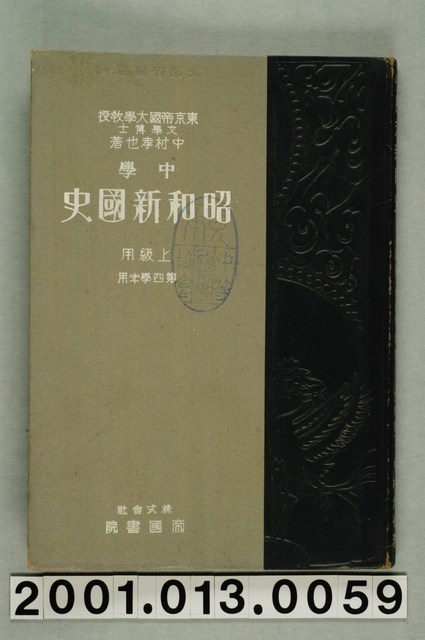 東京帝國大學敎授
文學博士
中村孝也著
中學
昭和新國史
上級用
第四學年用
株式會社
帝國書院
2001.013.0059